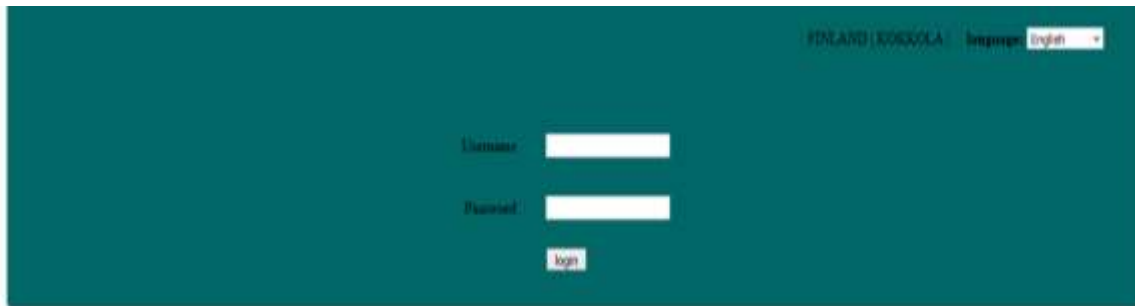 FINLAND | KOKKOLA | language: English
Username
Password
login